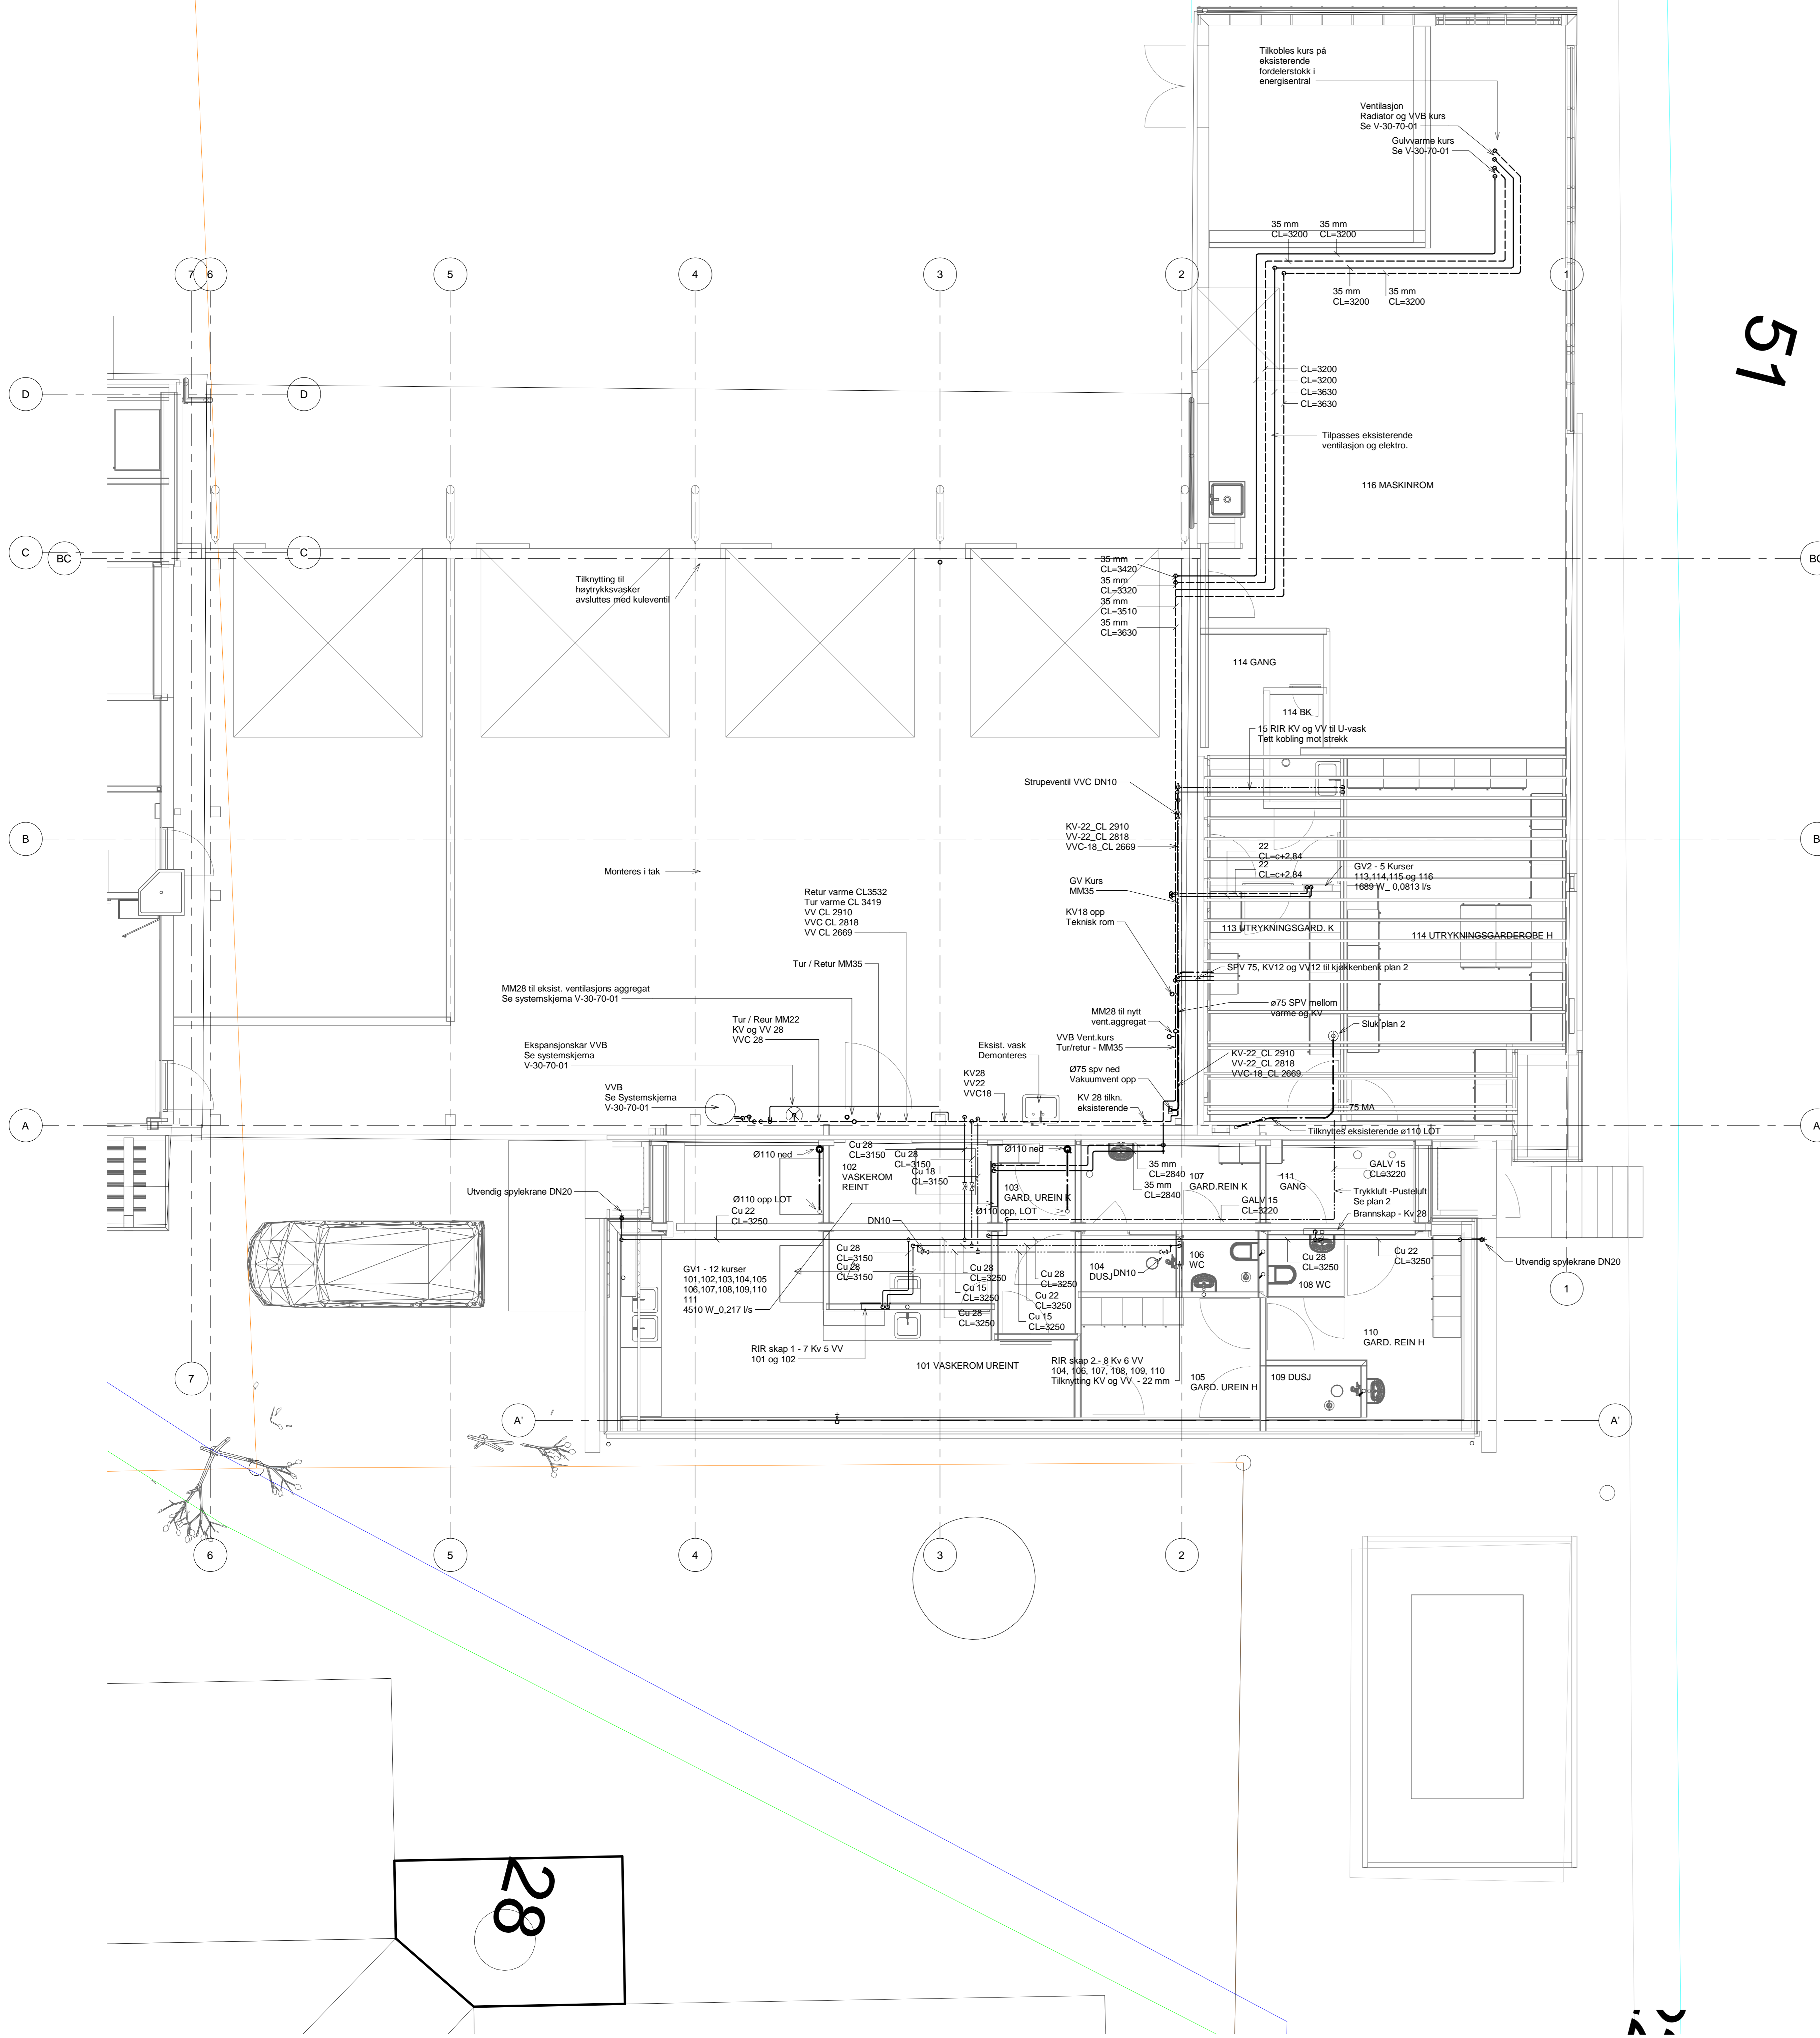 Tilkobles kurs på
eksisterende
fordelerstokk i
energisentral
Ventilasjon
Radiator og VVB kurs
Se V-30-70-01
Gulvvarme kurs
Se V-30-70-01
35 mm
CL=3200
35 mm
CL=3200
35 mm
CL=3200
35 mm
CL=3200
7
6
5
4
3
2
1
51
CL=3200
CL=3200
CL=3630
CL=3630
D
D
Tilpasses eksisterende
ventilasjon og elektro.
116 MASKINROM
C
BC
C
BC
35 mm
CL=3420
35 mm
CL=3320
35 mm
CL=3510
35 mm
CL=3630
Tilknytting til
høytrykksvasker
avsluttes med kuleventil
114 GANG
114 BK
15 RIR KV og VV til U-vask
Tett kobling mot strekk
Strupeventil VVC DN10
KV-22_CL 2910
VV-22_CL 2818
VVC-18_CL 2669
B
B
22
CL=c+2,84
22
CL=c+2,84
GV2 - 5 Kurser
113,114,115 og 116
1689 W_ 0,0813 l/s
Monteres i tak
GV Kurs
MM35
Retur varme CL3532
Tur varme CL 3419
VV CL 2910
VVC CL 2818
VV CL 2669
KV18 opp
Teknisk rom
113 UTRYKNINGSGARD. K
114 UTRYKNINGSGARDEROBE H
Tur / Retur MM35
SPV 75, KV12 og VV12 til kjøkkenbenk plan 2
MM28 til eksist. ventilasjons aggregat
Se systemskjema V-30-70-01
ø75 SPV mellom
varme og KV
MM28 til nytt
vent.aggregat
Sluk plan 2
Tur / Reur MM22
KV og VV 28
VVC 28
VVB Vent.kurs
Tur/retur - MM35
Ekspansjonskar VVB
Se systemskjema
V-30-70-01
Eksist. vask
Demonteres
KV-22_CL 2910
VV-22_CL 2818
VVC-18_CL 2669
Ø75 spv ned
Vakuumvent opp
KV28
VV22
VVC18
VVB
Se Systemskjema
V-30-70-01
KV 28 tilkn.
eksisterende
75 MA
A
A
Tilknyttes eksisterende ø110 LOT
Ø110 ned
Cu 28
CL=3150
Cu 28
CL=3150
Cu 18
CL=3150
Ø110 ned
102
VASKEROM
REINT
35 mm
CL=2840
35 mm
CL=2840
107
GARD.REIN K
111
GANG
GALV 15
CL=3220
Trykkluft -Pusteluft
Se plan 2
103
GARD. UREIN K
Utvendig spylekrane DN20
Ø110 opp LOT
Ø110 opp, LOT
GALV 15
CL=3220
Brannskap - Kv 28
Cu 22
CL=3250
DN10
Cu 28
CL=3150
Cu 28
CL=3150
106
WC
Cu 28
CL=3250
Cu 22
CL=3250
Utvendig spylekrane DN20
GV1 - 12 kurser
101,102,103,104,105
106,107,108,109,110
111
4510 W_0,217 l/s
Cu 28
CL=3250
Cu 28
CL=3250
104
DUSJ
DN10
108 WC
Cu 15
CL=3250
Cu 22
CL=3250
Cu 28
CL=3250
Cu 15
CL=3250
1
110
GARD. REIN H
RIR skap 1 - 7 Kv 5 VV
101 og 102
101 VASKEROM UREINT
RIR skap 2 - 8 Kv 6 VV
104, 106, 107, 108, 109, 110
Tilknytting KV og VV - 22 mm
105
GARD. UREIN H
109 DUSJ
7
A'
A'
6
5
4
3
2
28